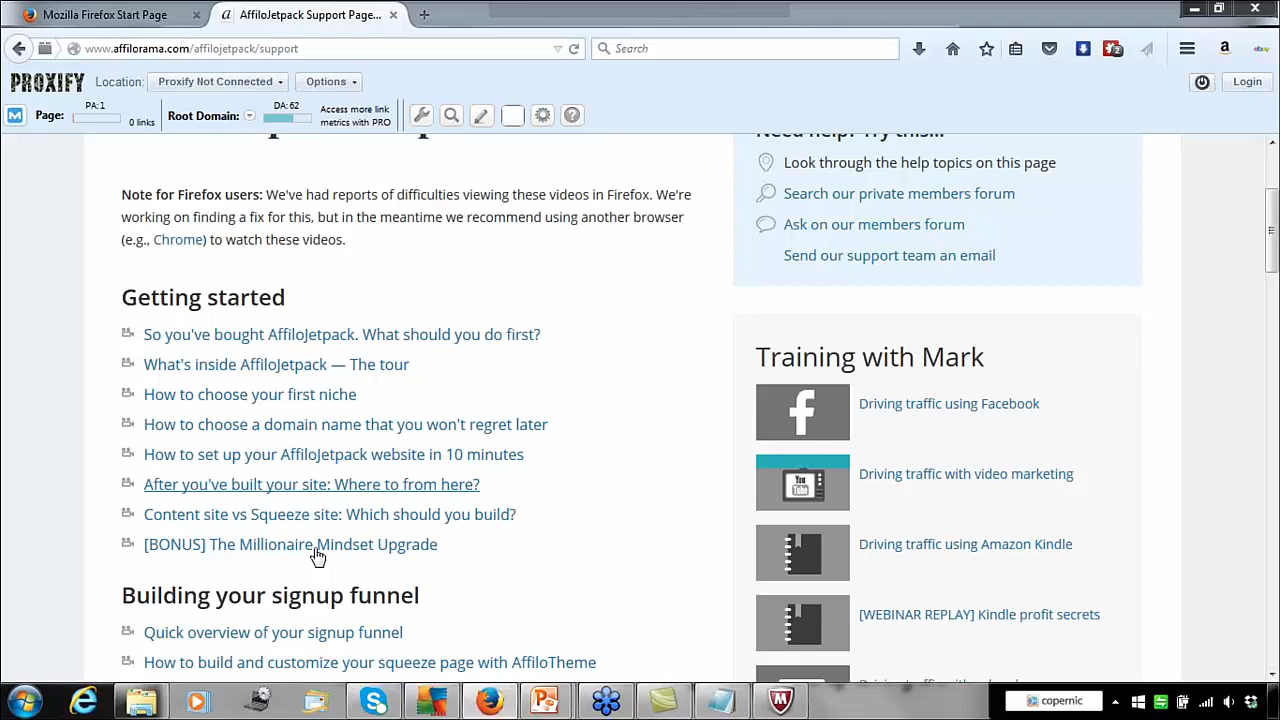 Mozilla Firefox Start Page
a AffiloJetpack Support Page...
www.affilorama.com/affilojetpack/support
Search
2
a
ebay
PROXIFY
Location:
Proxify Not Connected
Options
Login
M
Page:
PA: 1
0 links
Root Domain:
DA: 62
Access more link
metrics with PRO
Note for Firefox users: We've had reports of difficulties viewing these videos in Firefox. We're
working on finding a fix for this, but in the meantime we recommend using another browser
(e.g., Chrome) to watch these videos.
Getting started
So you've bought AffiloJetpack. What should you do first?
What's inside AffiloJetpack — The tour
How to choose your first niche
How to choose a domain name that you won't regret later
How to set up your AffiloJetpack website in 10 minutes
After you've built your site: Where to from here?
Content site vs Squeeze site: Which should you build?
[BONUS] The Millionaire Mindset Upgrade
Building your signup funnel
Quick overview of your signup funnel
How to build and customize your squeeze page with AffiloTheme
Need help? Try this...
Look through the help topics on this page
Search our private members forum
Ask on our members forum
Send our support team an email
Training with Mark
Driving traffic using Facebook
You
Tube
Driving traffic with video marketing
Driving traffic using Amazon Kindle
[WEBINAR REPLAY] Kindle profit secrets
copernic